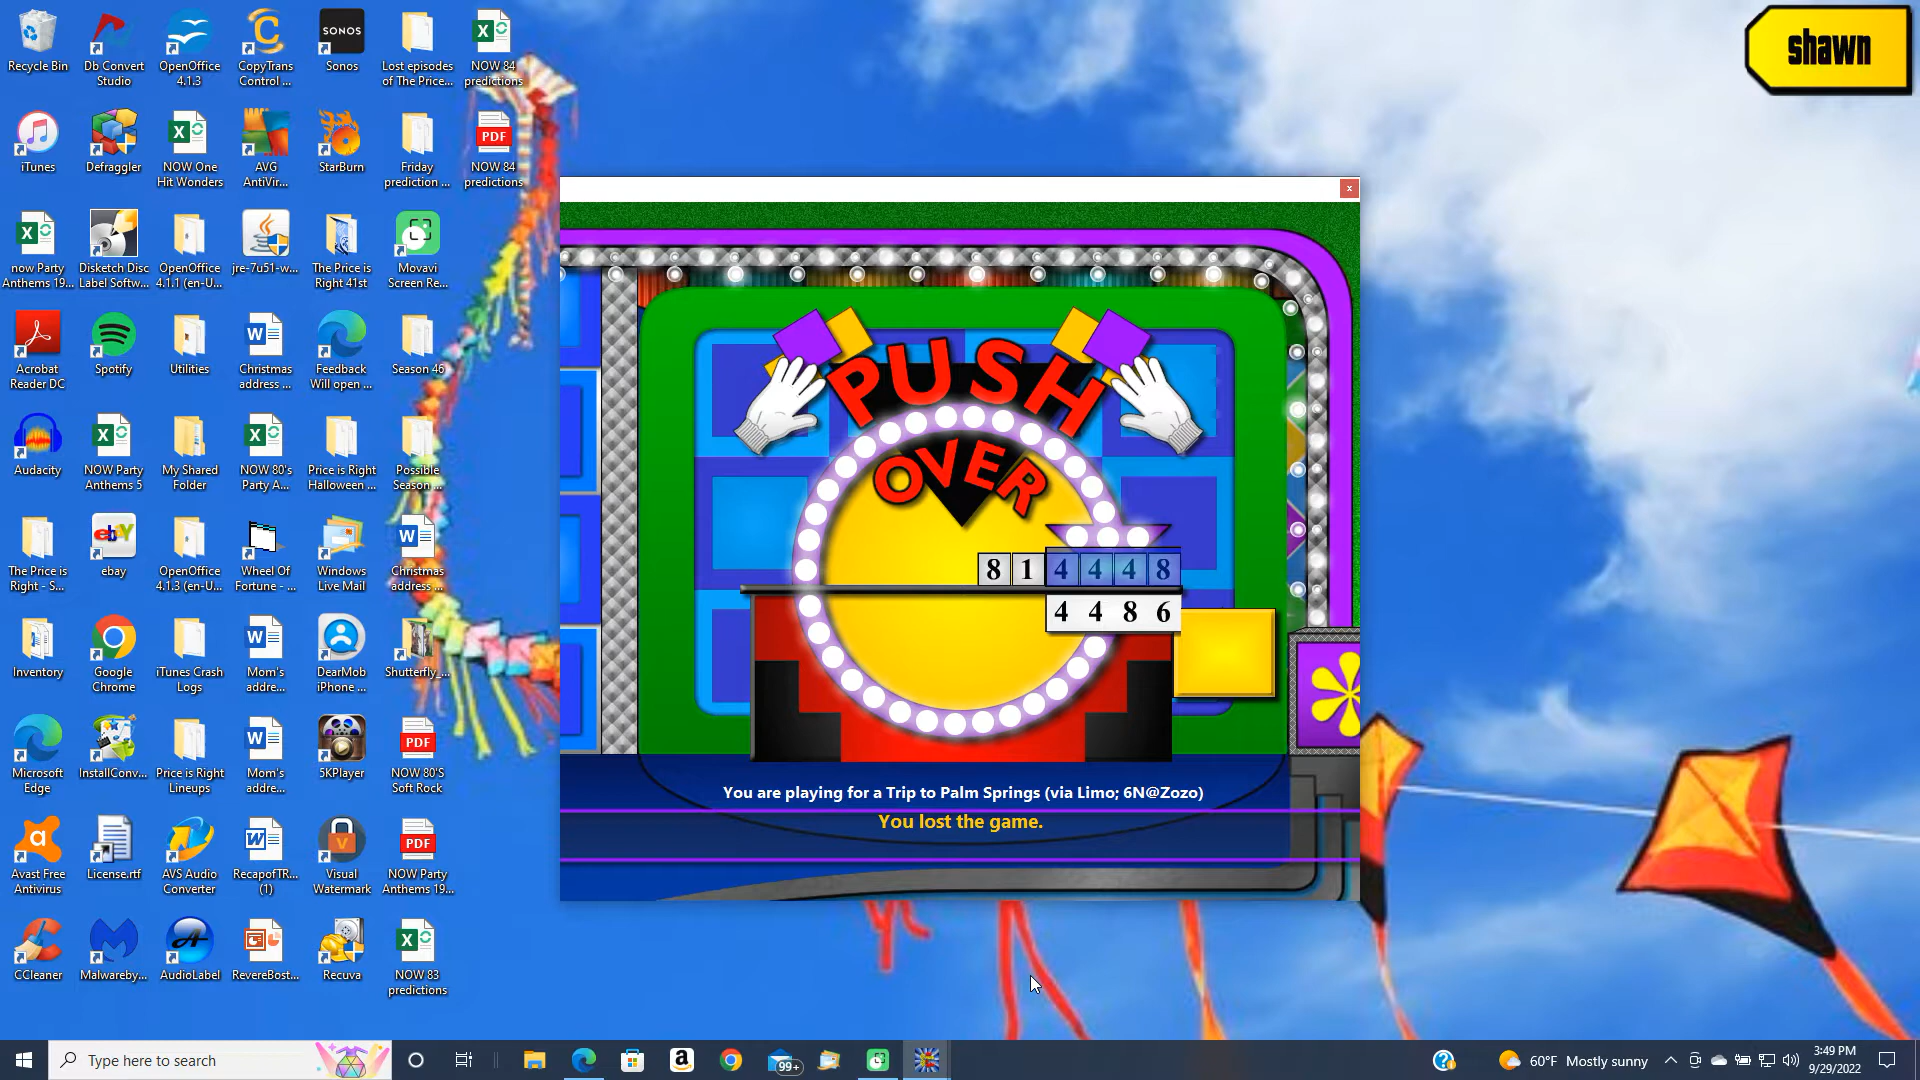 Recycle Bin
Db Convert
Studio
OpenOffice
4.1.3
CopyTrans
Control ...
SONOS
Sonos
Lost episodes
of The Price...
NOW 84
predictions
shawn
iTunes
Defraggler
NOW One
Hit Wonders
AVG
AntiVir...
StarBurn
Friday
prediction ...
PDF
NOW 84
predictions
now Party
Anthems 19...
Disketch Disc
Label Softw...
OpenOffice
4.1.1 (en-U...
jre-7u51-w...
The Price is
Right 41st
Movavi
Screen Re...
Acrobat
Reader DC
Spotify
Utilities
Christmas
address ...
Feedback
Will open ...
Season 46
Audacity
NOW Party
Anthems 5
My Shared
Folder
NOW 80's
Party A...
Price is Right
Halloween ...
Possible
Season ...
The Price is
Right - S...
ebay
ebay
OpenOffice
4.1.3 (en-U...
Wheel Of
Fortune - ...
Windows
Live Mail
Christmas
address ...
Inventory
Google
Chrome
iTunes Crash
Logs
Mom's
addre...
DearMob
iPhone ...
Shutterfly_...
Microsoft
Edge
InstallConv...
Price is Right
Lineups
Mom's
addre...
5KPlayer
PDF
NOW 80'S
Soft Rock
Avast Free
Antivirus
License.rtf
AVS Audio
Converter
RecapofTR...
(1)
Visual
Watermark
PDF
NOW Party
Anthems 19...
CCleaner
Malwareby...
AudioLabel
RevereBost...
Recuva
NOW 83
predictions
PUSH
OVER
8 1 4 4 4 8
4 4 8 6
You are playing for a Trip to Palm Springs (via Limo; 6N@Zozo)
You lost the game.
Type here to search
99+
60°F Mostly sunny
3:49 PM
9/29/2022